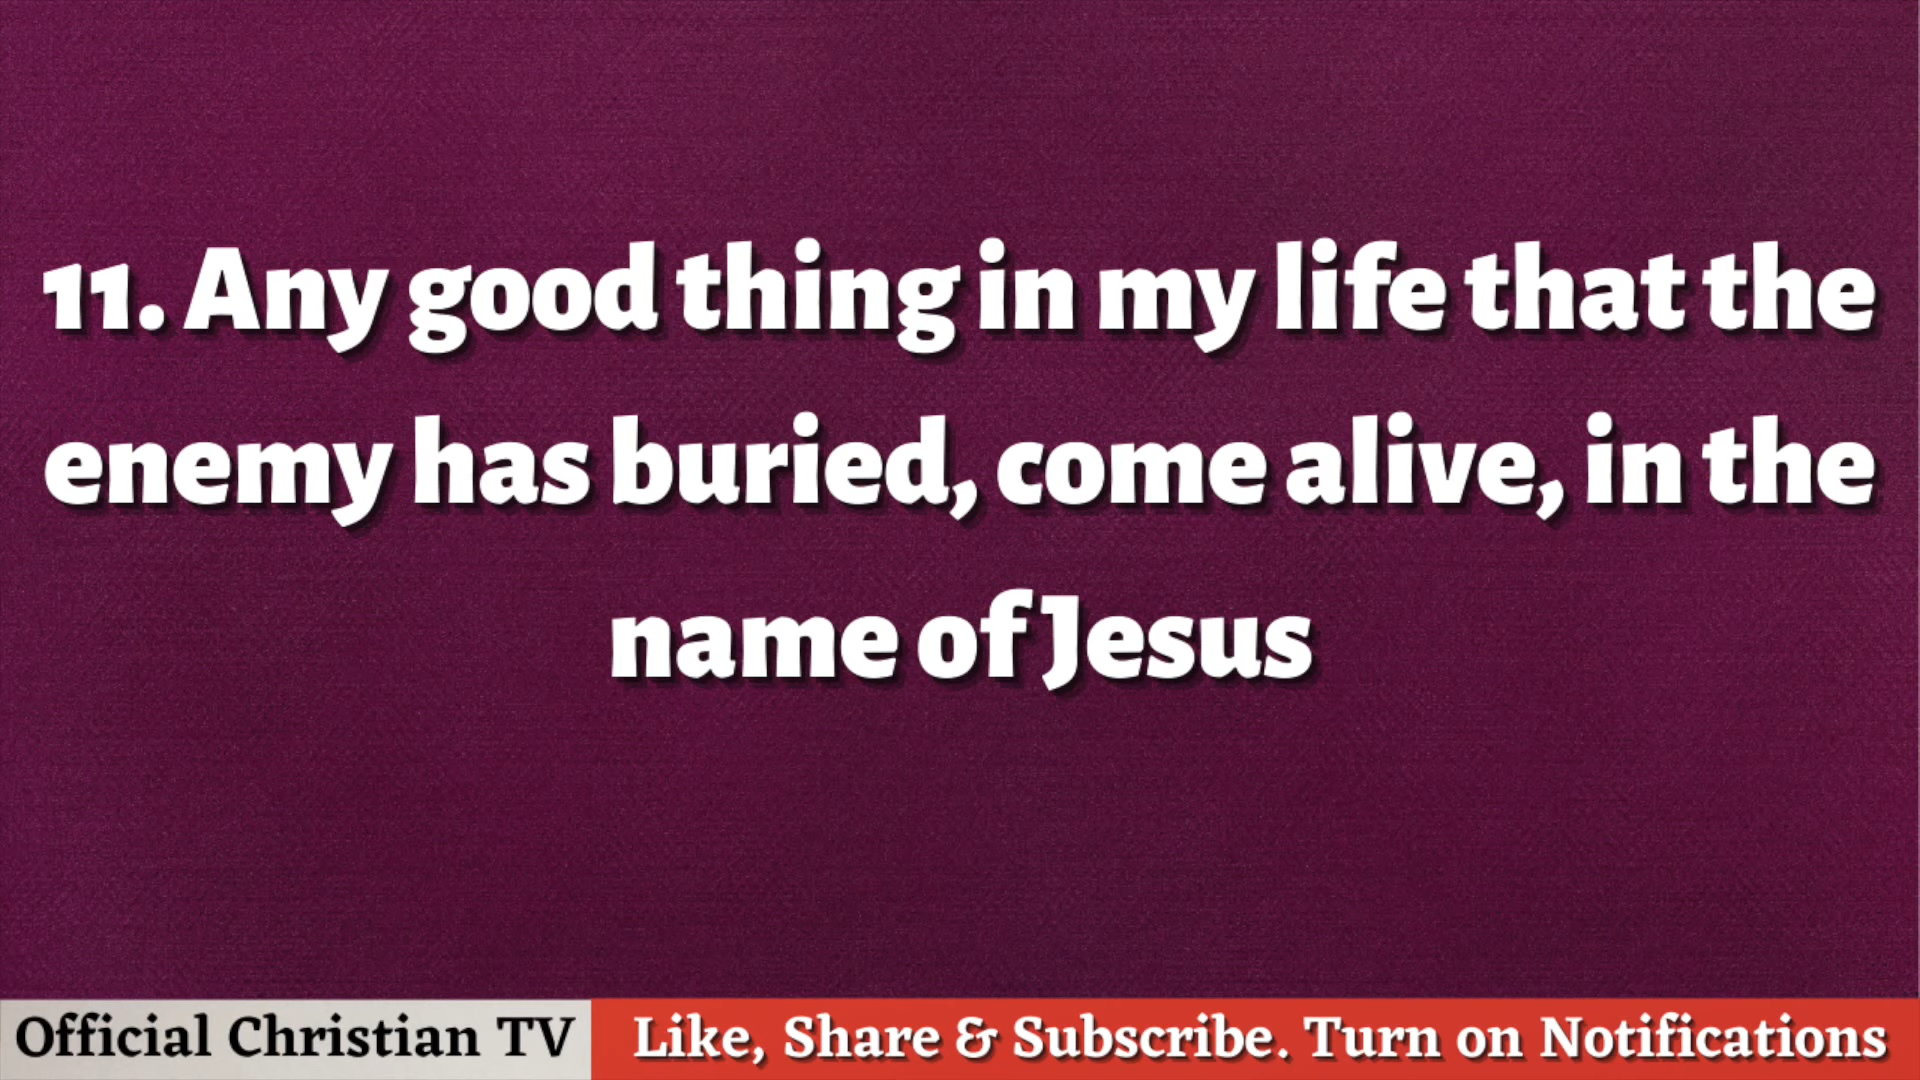 11. Any good thing in my life that the
enemy has buried, come alive, in the
name of Jesus
Official Christian TV
Like, Share & Subscribe. Turn on Notifications